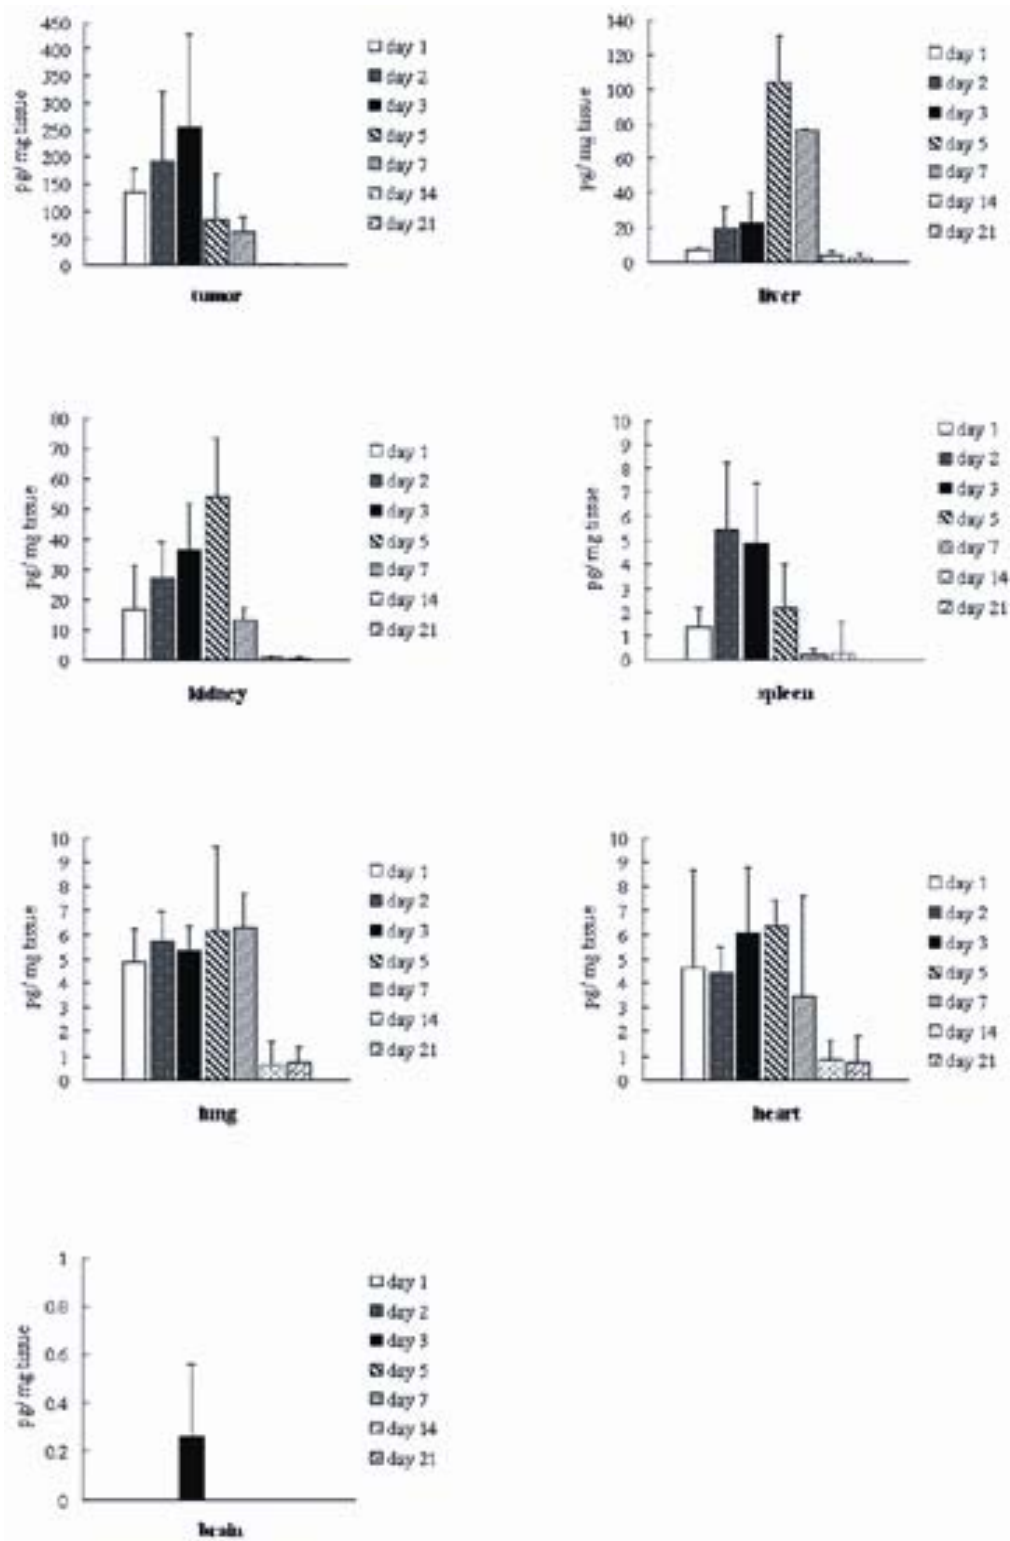 450
400
350
300
250
200
150
100
50
0
pg/ mg tissue
day 1
day 2
day 3
day 5
day 7
day 14
day 21
tumor
140
120
100
80
60
40
20
0
pg/ mg tissue
day 1
day 2
day 3
day 5
day 7
day 14
day 21
liver
80
70
60
50
40
30
20
10
0
pg/ mg tissue
day 1
day 2
day 3
day 5
day 7
day 14
day 21
kidney
10
9
8
7
6
5
4
3
2
1
0
pg/ mg tissue
day 1
day 2
day 3
day 5
day 7
day 14
day 21
spleen
10
9
8
7
6
5
4
3
2
1
0
pg/ mg tissue
day 1
day 2
day 3
day 5
day 7
day 14
day 21
lung
10
9
8
7
6
5
4
3
2
1
0
pg/ mg tissue
day 1
day 2
day 3
day 5
day 7
day 14
day 21
heart
1
0.8
0.6
0.4
0.2
0
pg/ mg tissue
day 1
day 2
day 3
day 5
day 7
day 14
day 21
brain